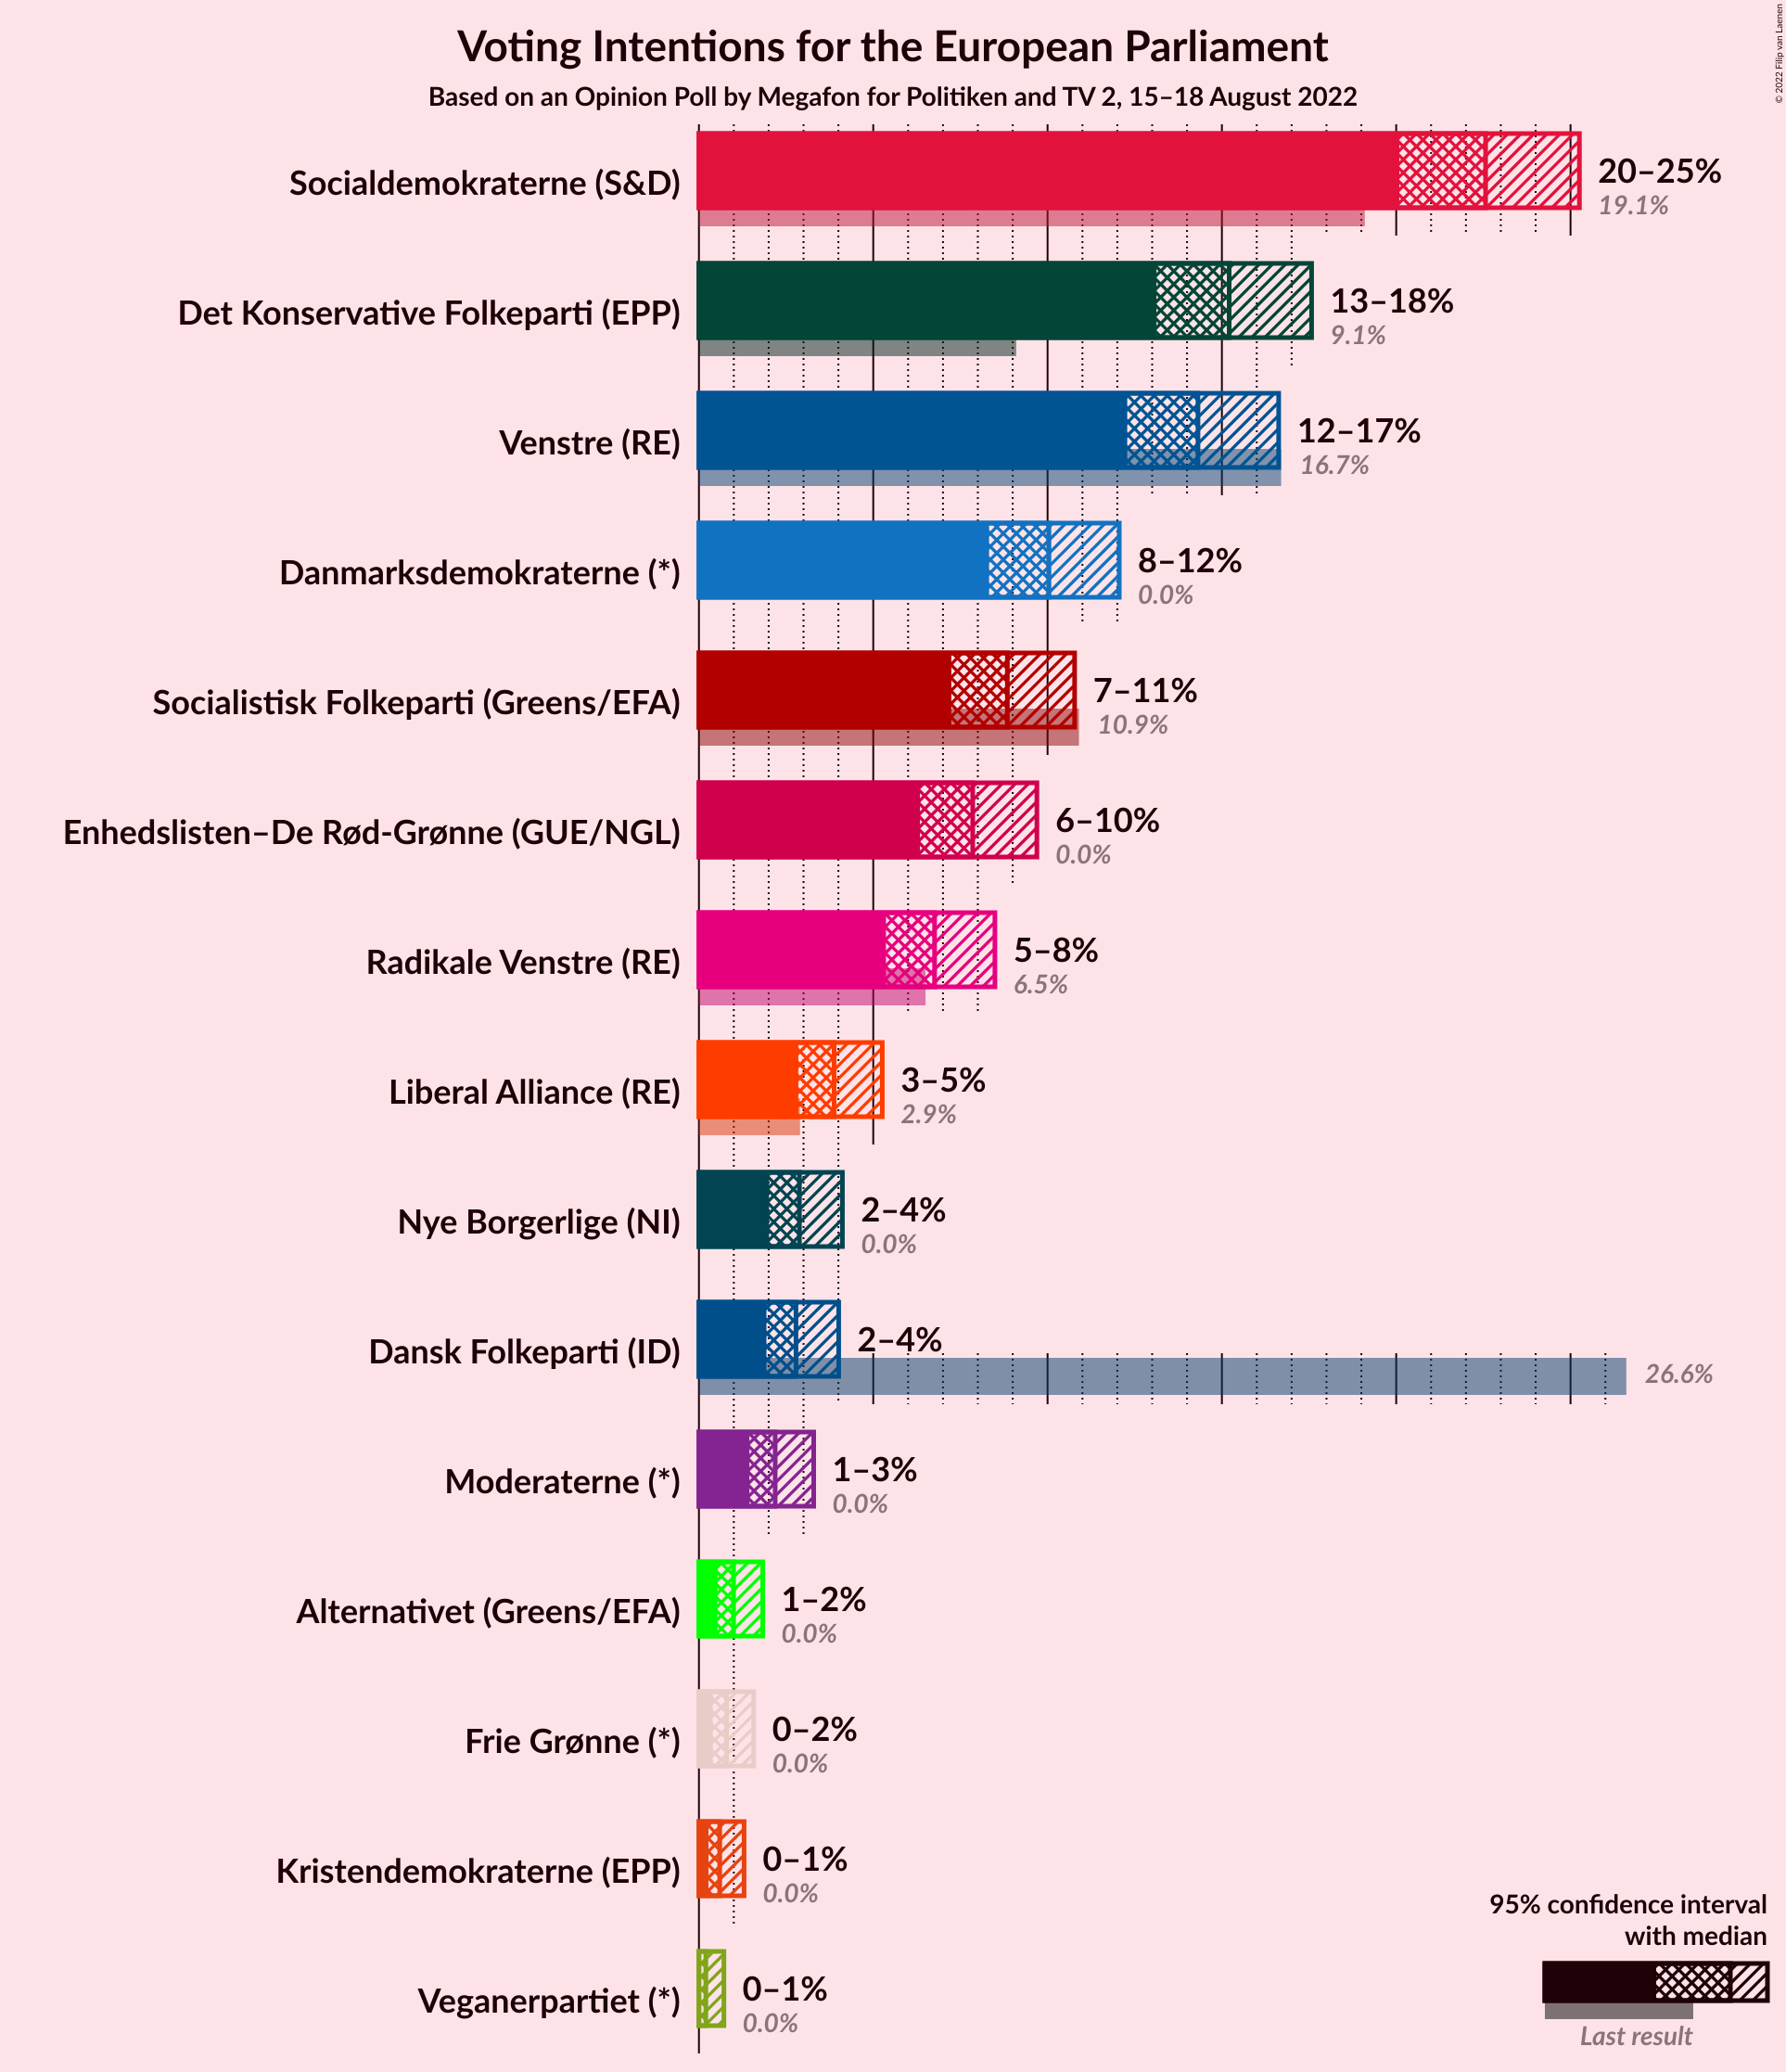 Voting Intentions for the European Parliament
Based on an Opinion Poll by Megafon for Politiken and TV 2, 15–18 August 2022
© 2022 Filip van Laenen
Socialdemokraterne (S&D)
20–25%
19.1%
Det Konservative Folkeparti (EPP)
13–18%
9.1%
Venstre (RE)
12–17%
16.7%
Danmarksdemokraterne (*)
8–12%
0.0%
Socialistisk Folkeparti (Greens/EFA)
7–11%
10.9%
Enhedslisten–De Rød-Grønne (GUE/NGL)
6–10%
0.0%
Radikale Venstre (RE)
5–8%
6.5%
Liberal Alliance (RE)
3–5%
2.9%
Nye Borgerlige (NI)
2–4%
0.0%
Dansk Folkeparti (ID)
2–4%
26.6%
Moderaterne (*)
1–3%
0.0%
Alternativet (Greens/EFA)
1–2%
0.0%
Frie Grønne (*)
0–2%
0.0%
Kristendemokraterne (EPP)
0–1%
0.0%
Veganerpartiet (*)
0–1%
0.0%
95% confidence interval
with median
Last result